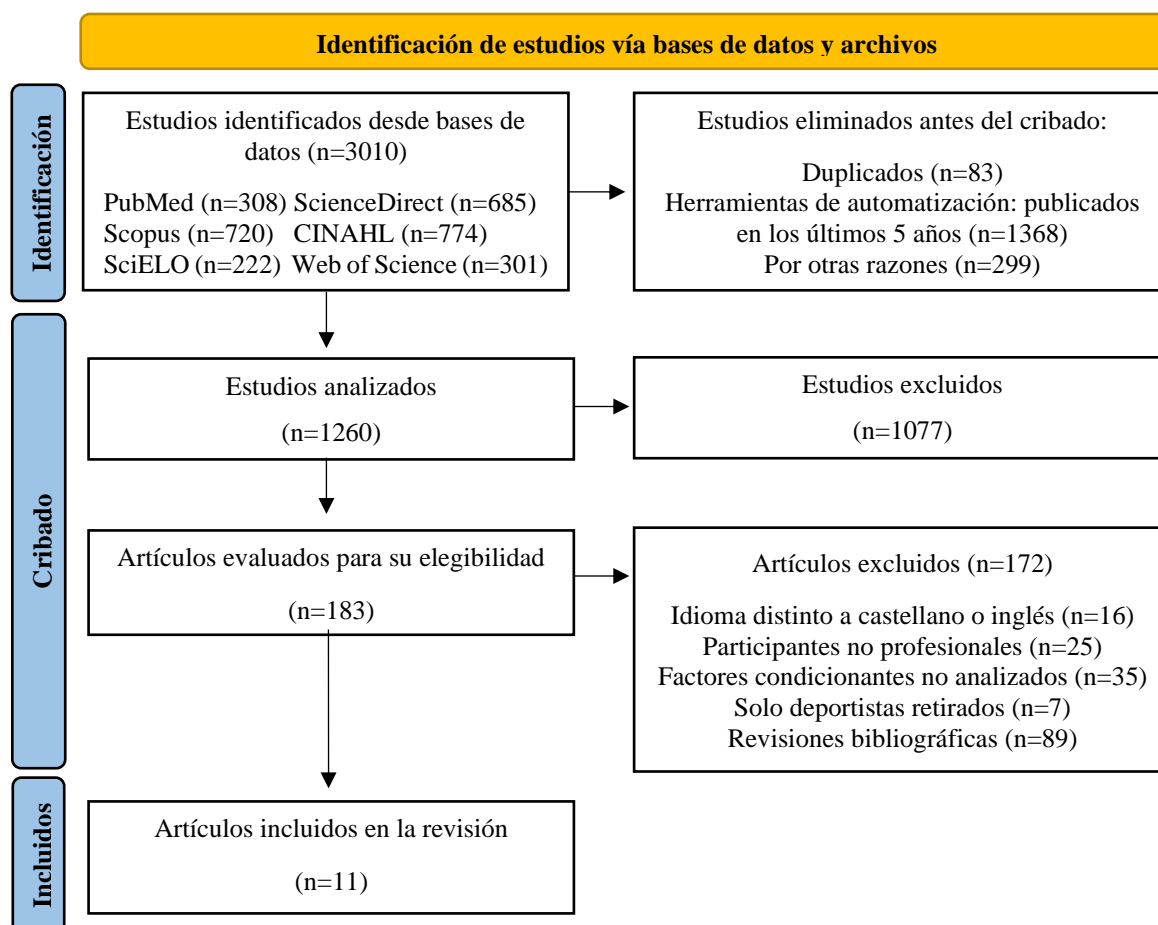 Identificación de estudios vía bases de datos y archivos
Identificación
Estudios identificados desde bases de
datos (n=3010)
PubMed (n=308) ScienceDirect (n=685)
Scopus (n=720) CINAHL (n=774)
SciELO (n=222) Web of Science (n=301)
Estudios eliminados antes del cribado:
Duplicados (n=83)
Herramientas de automatización: publicados
en los últimos 5 años (n=1368)
Por otras razones (n=299)
Cribado
Estudios analizados
(n=1260)
Estudios excluidos
(n=1077)
Artículos evaluados para su elegibilidad
(n=183)
Artículos excluidos (n=172)
Idioma distinto a castellano o inglés (n=16)
Participantes no profesionales (n=25)
Factores condicionantes no analizados (n=35)
Solo deportistas retirados (n=7)
Revisiones bibliográficas (n=89)
Incluidos
Artículos incluidos en la revisión
(n=11)